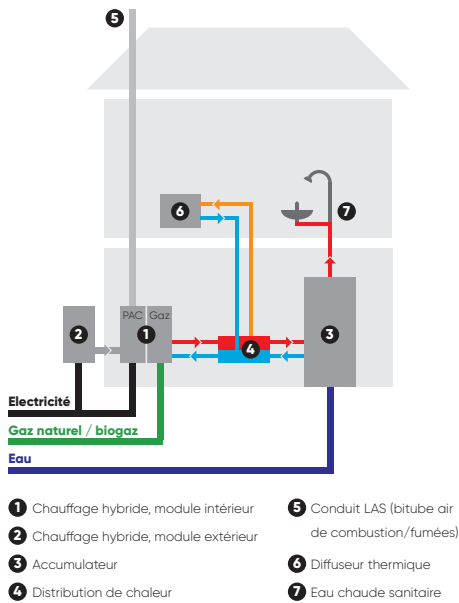 5
6
7
PAC Gaz
2
1
3
4
Electricité
Gaz naturel / biogaz
Eau
1 Chauffage hybride, module intérieur
2 Chauffage hybride, module extérieur
3 Accumulateur
4 Distribution de chaleur
5 Conduit LAS (bitube air
de combustion/fumées)
6 Diffuseur thermique
7 Eau chaude sanitaire